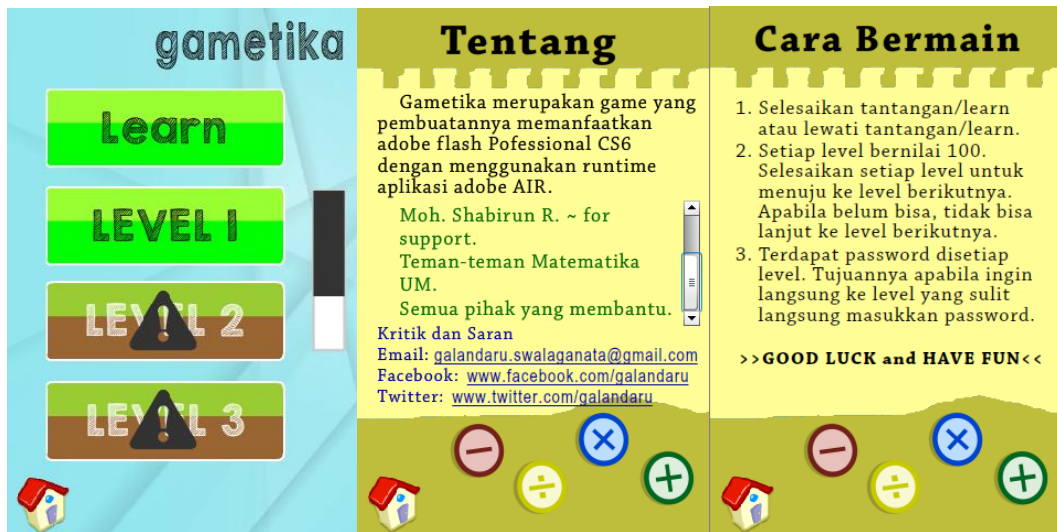 gametika
Learn
LEVEL 1
LEVEL 2
LEVEL 3
Tentang
Gametika merupakan game yang
pembuatannya memanfaatkan
adobe flash Pofessional CS6
dengan menggunakan runtime
aplikasi adobe AIR.
Moh. Shabirun R. ~ for
support.
Teman-teman Matematika
UM.
Semua pihak yang membantu.
Kritik dan Saran
Email: galandaru.swalaganata@gmail.com
Facebook: www.facebook.com/galandaru
Twitter: www.twitter.com/galandaru
Cara Bermain
1. Selesaikan tantangan/learn
atau lewati tantangan/learn.
2. Setiap level bernilai 100.
Selesaikan setiap level untuk
menuju ke level berikutnya.
Apabila belum bisa, tidak bisa
lanjut ke level berikutnya.
3. Terdapat password disetiap
level. Tujuannya apabila ingin
langsung ke level yang sulit
langsung masukkan password.
>>GOOD LUCK and HAVE FUN<<